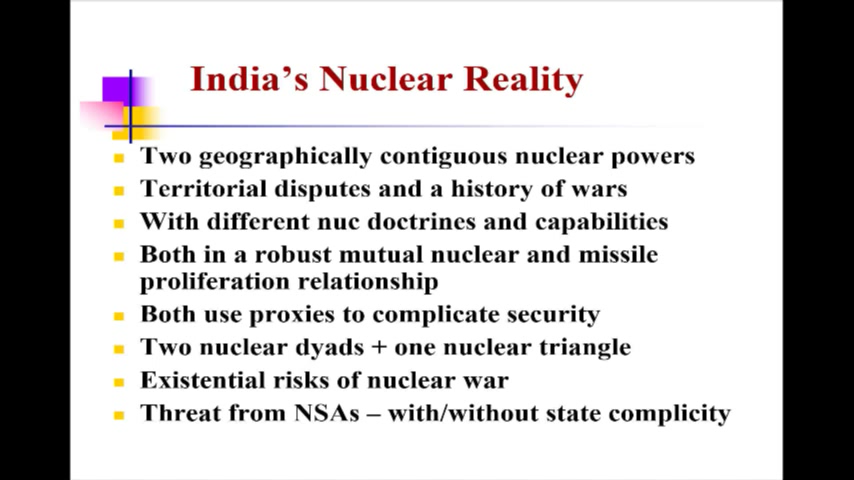 India's Nuclear Reality
Two geographically contiguous nuclear powers
Territorial disputes and a history of wars
With different nuc doctrines and capabilities
Both in a robust mutual nuclear and missile
proliferation relationship
Both use proxies to complicate security
Two nuclear dyads + one nuclear triangle
Existential risks of nuclear war
Threat from NSAs – with/without state complicity